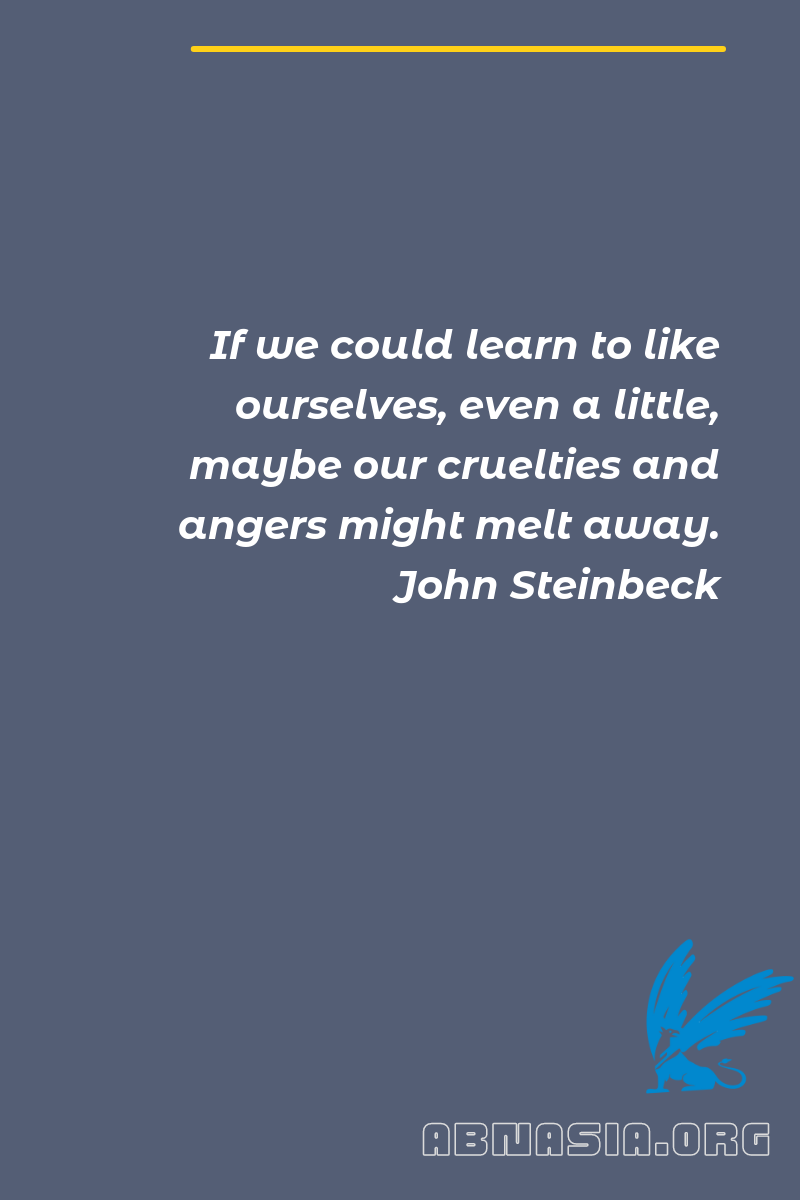 If we could learn to like
ourselves, even a little,
maybe our cruelties and
angers might melt away.
John Steinbeck
ABNASIA.ORG